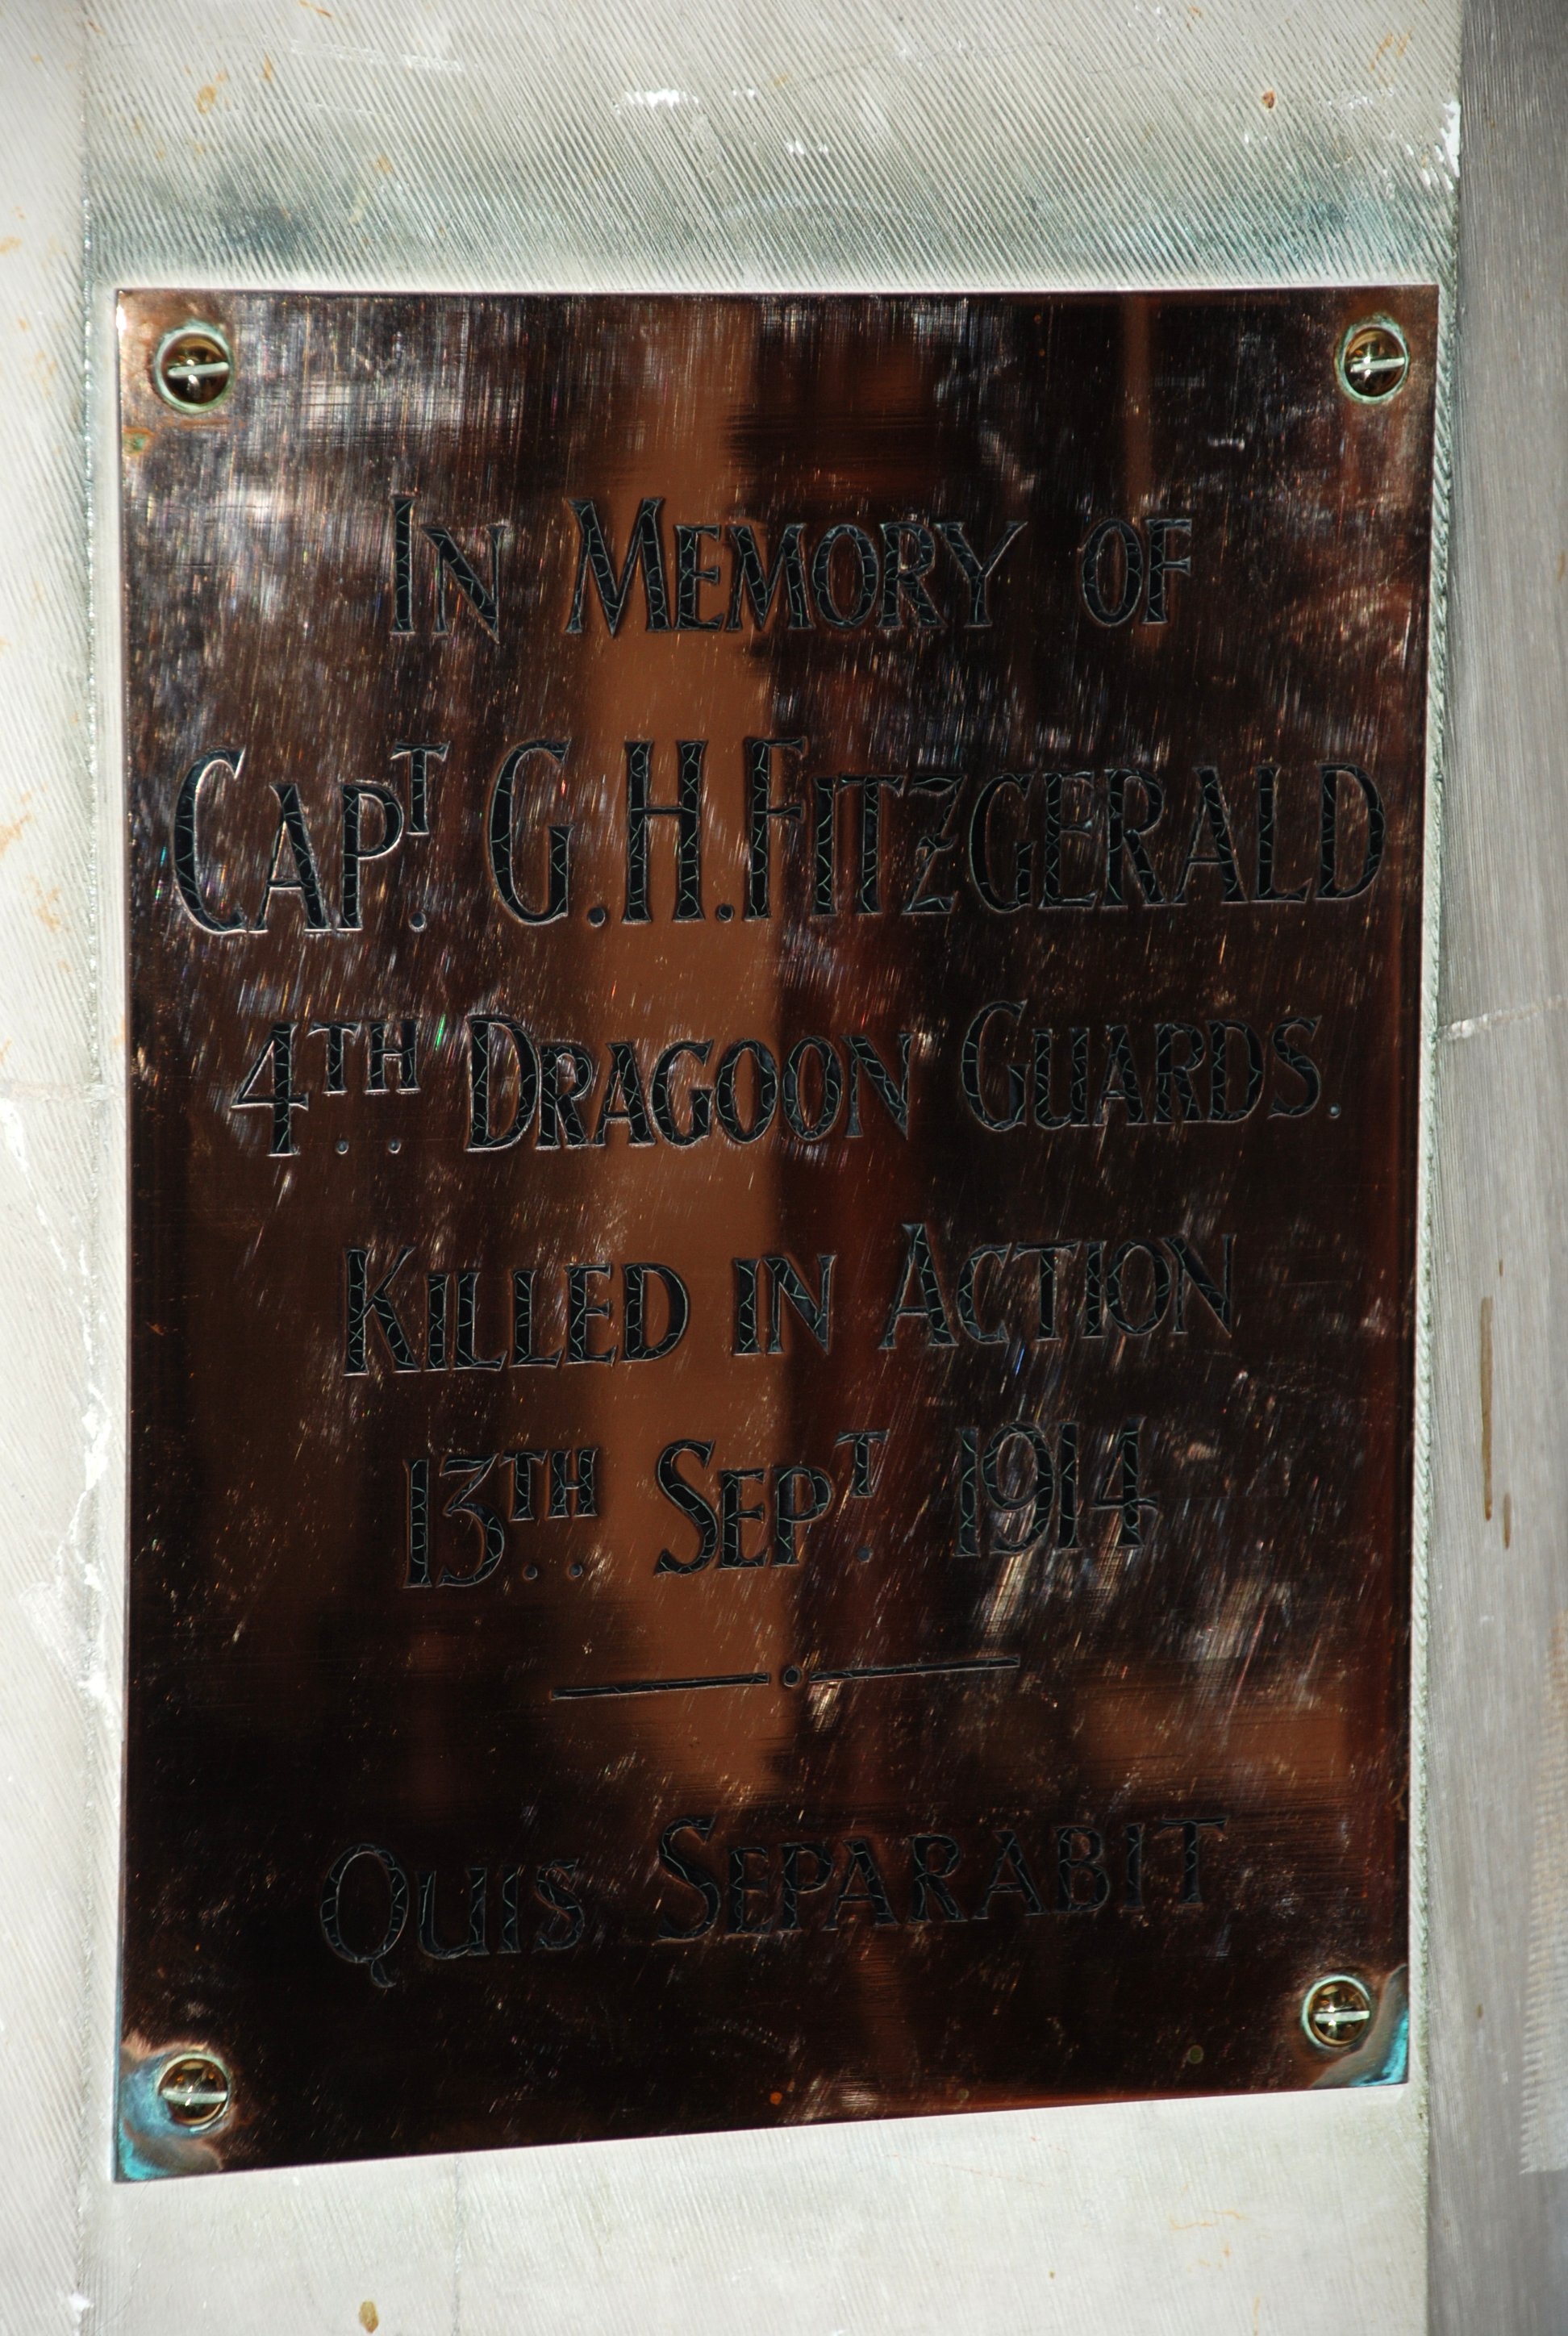 In Memory of
Capt. G.H. Fitzgerald
4th Dragoon Guards.
Killed in Action
13th Sept. 1914
Quis Separabit